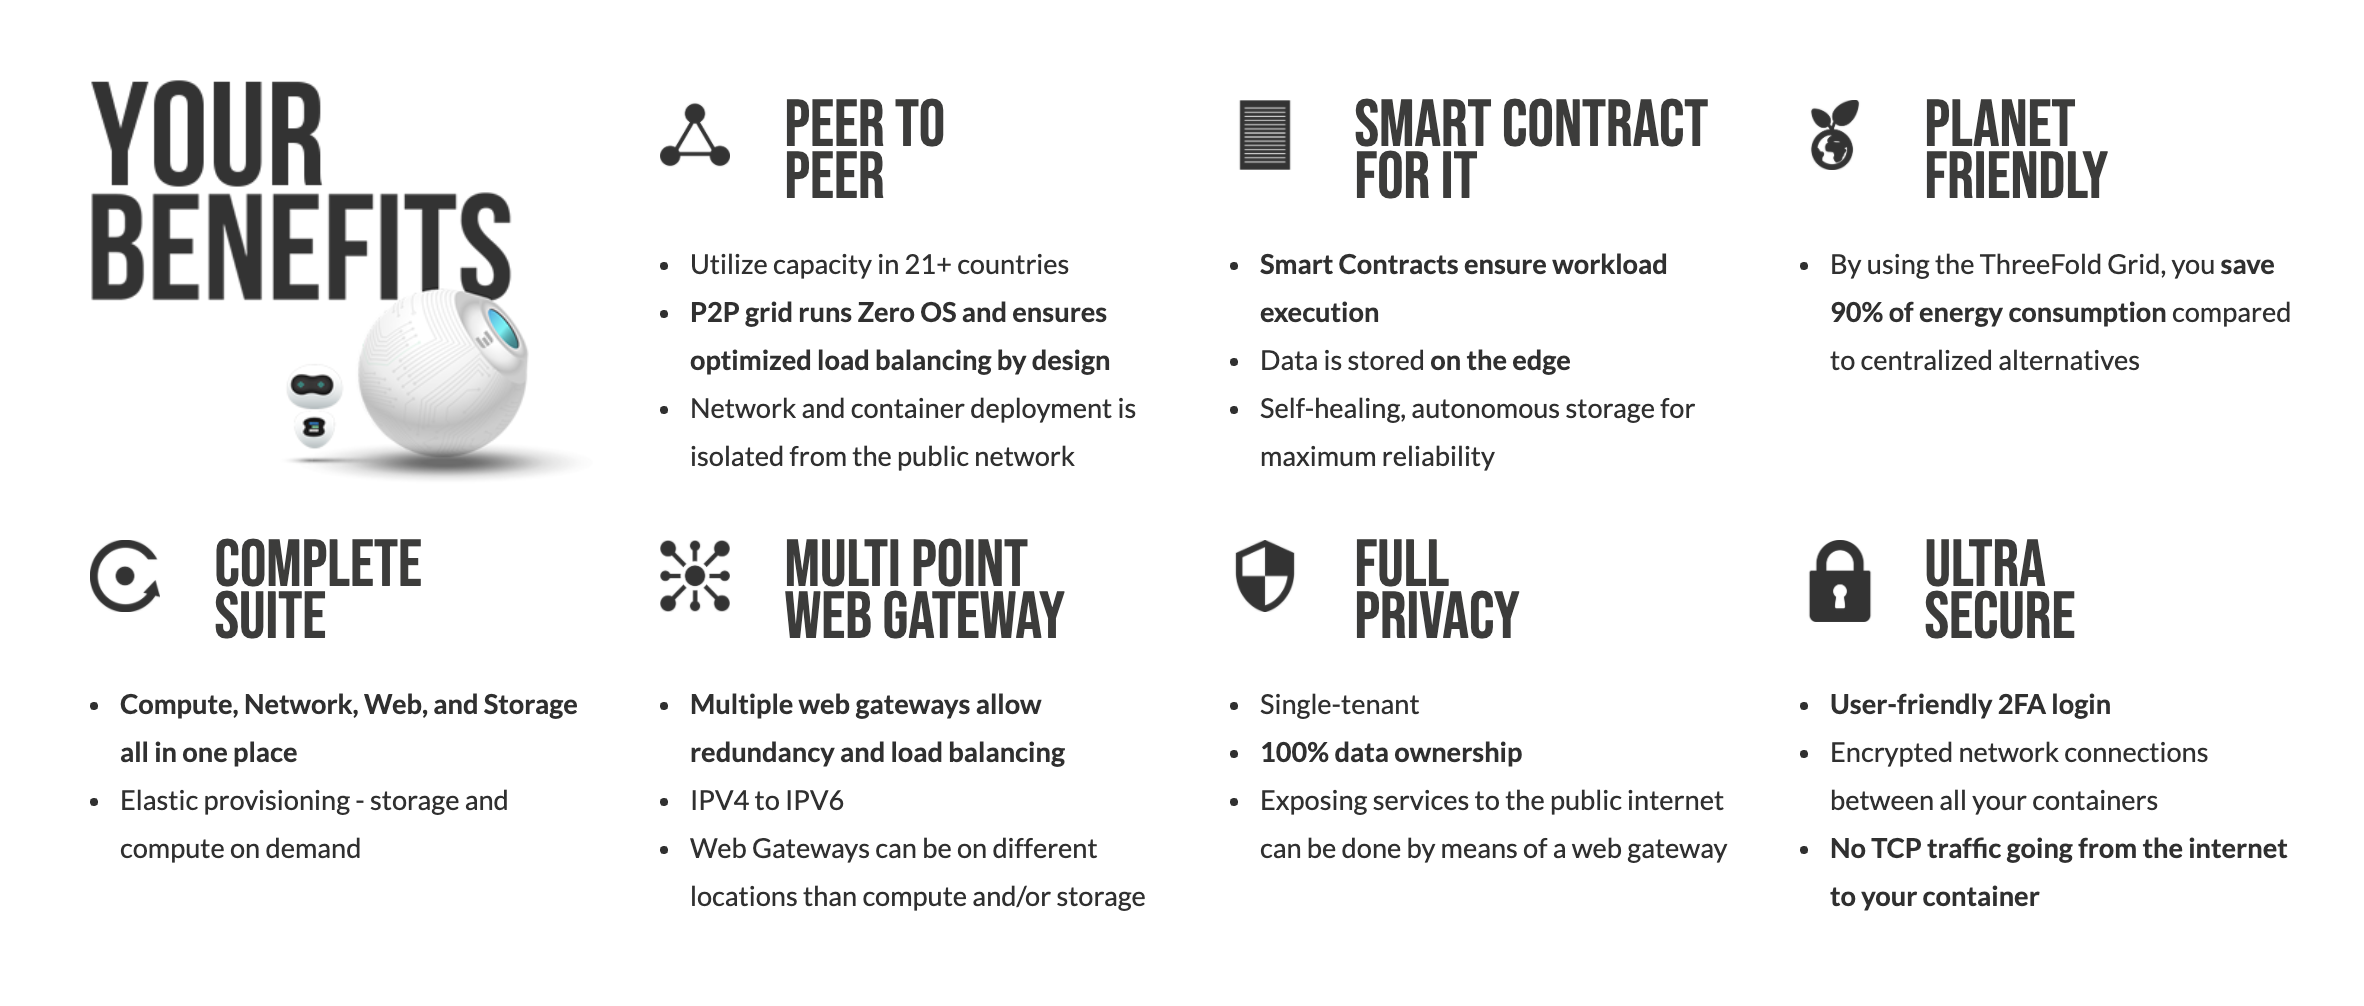 YOUR
BENEFITS
PEER TO
PEER
• Utilize capacity in 21+ countries
• P2P grid runs Zero OS and ensures
optimized load balancing by design
• Network and container deployment is
isolated from the public network
SMART CONTRACT
FOR IT
• Smart Contracts ensure workload
execution
• Data is stored on the edge
• Self-healing, autonomous storage for
maximum reliability
PLANET
FRIENDLY
• By using the ThreeFold Grid, you save
90% of energy consumption compared
to centralized alternatives
COMPLETE
SUITE
• Compute, Network, Web, and Storage
all in one place
• Elastic provisioning - storage and
compute on demand
MULTI POINT
WEB GATEWAY
• Multiple web gateways allow
redundancy and load balancing
• IPV4 to IPV6
• Web Gateways can be on different
locations than compute and/or storage
FULL
PRIVACY
• Single-tenant
• 100% data ownership
• Exposing services to the public internet
can be done by means of a web gateway
ULTRA
SECURE
• User-friendly 2FA login
• Encrypted network connections
between all your containers
• No TCP traffic going from the internet
to your container